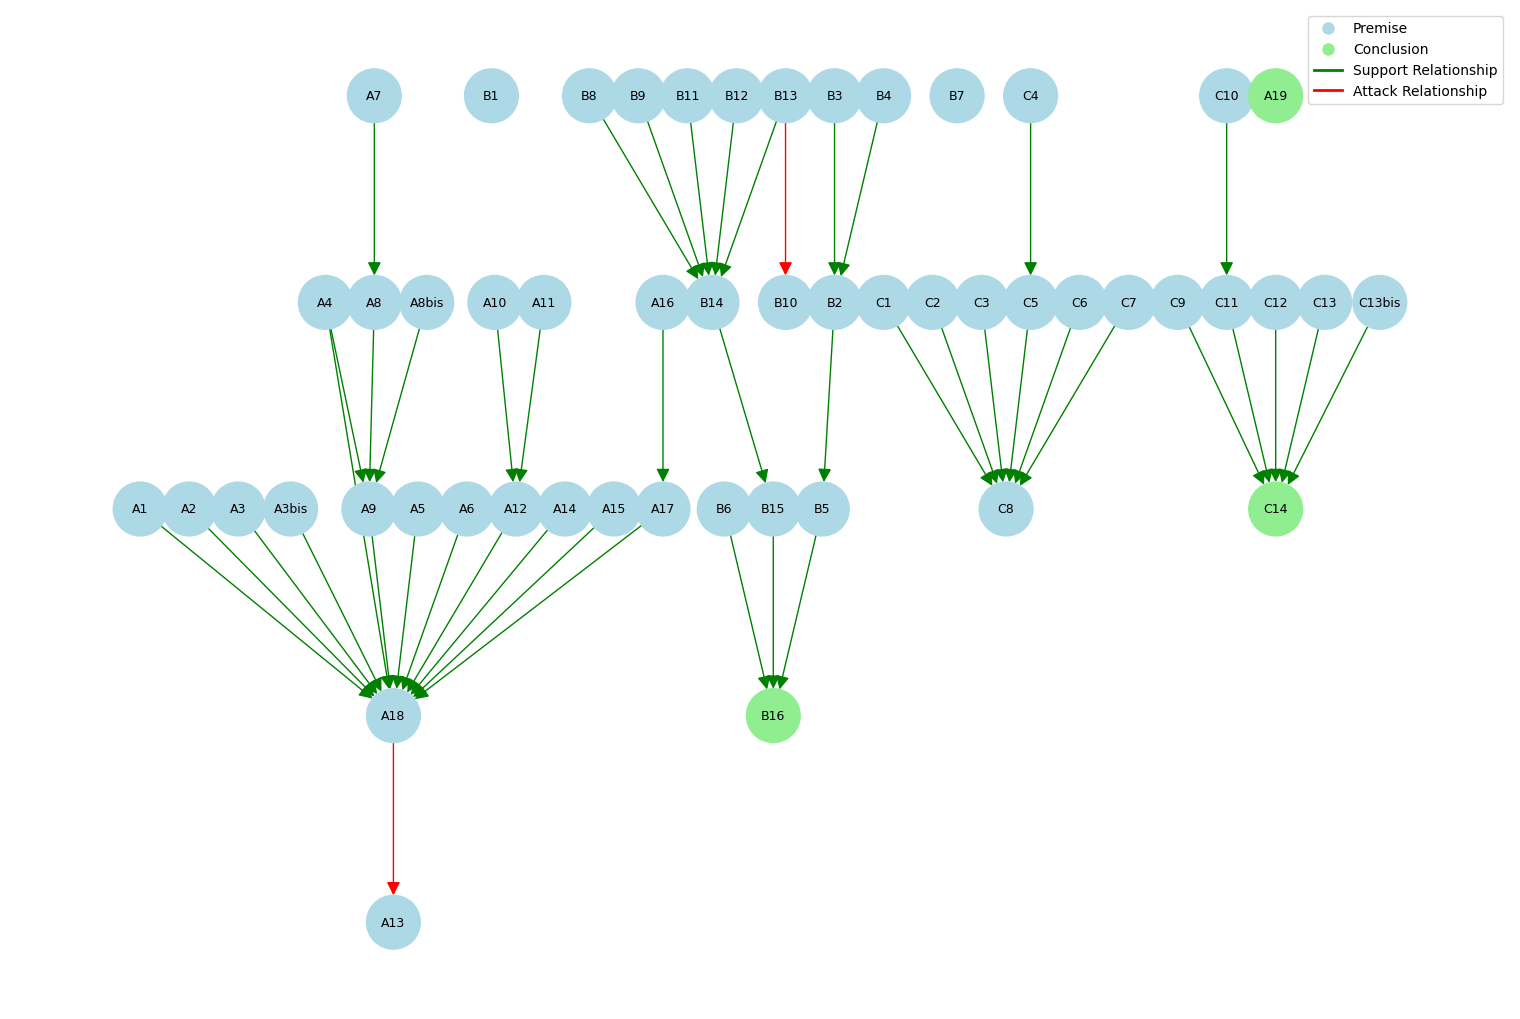 Premise
Conclusion
Support Relationship
Attack Relationship
A7 B1 B8 B9 B11 B12 B13 B3 B4 B7 C4 C10 A19
A4 A8 A8bis A10 A11 A16 B14 B10 B2 C1 C2 C3 C5 C6 C7 C9 C11 C12 C13 C13bis
A1 A2 A3 A3bis A9 A5 A6 A12 A14 A15 A17 B6 B15 B5 C8 C14
A18 B16
A13